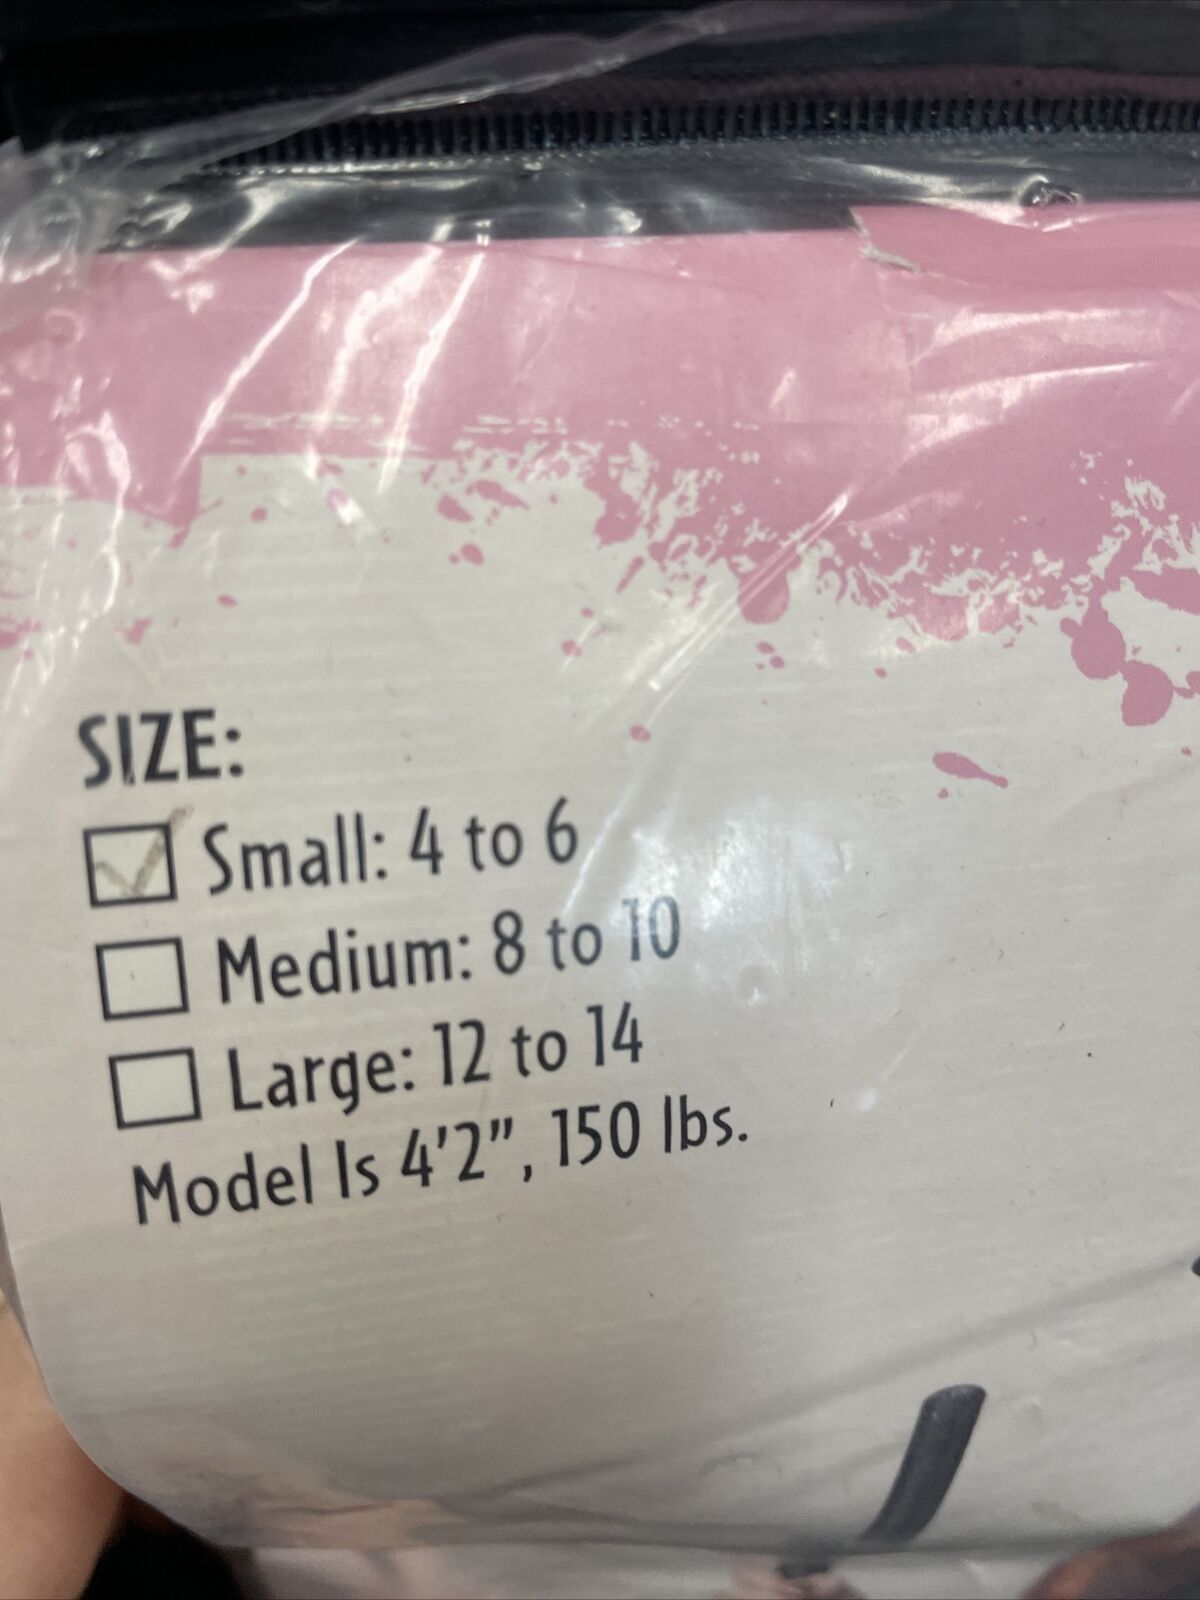 SIZE:
Small: 4 to 6
Medium: 8 to 10
Large: 12 to 14
Model Is 4'2”, 150 lbs.